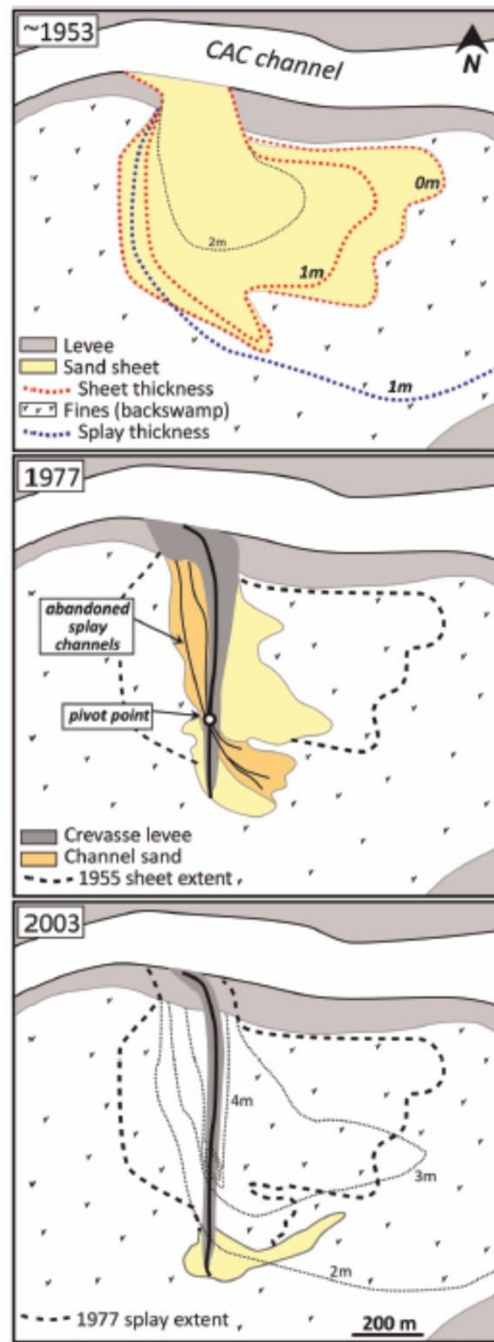 ~1953
CAC channel
N
2m
0m
1m
1m
Levee
Sand sheet
Sheet thickness
Fines (backswamp)
Splay thickness
1977
abandoned
splay
channels
pivot point
Crevasse levee
Channel sand
1955 sheet extent
2003
4m
3m
2m
1977 splay extent
200 m